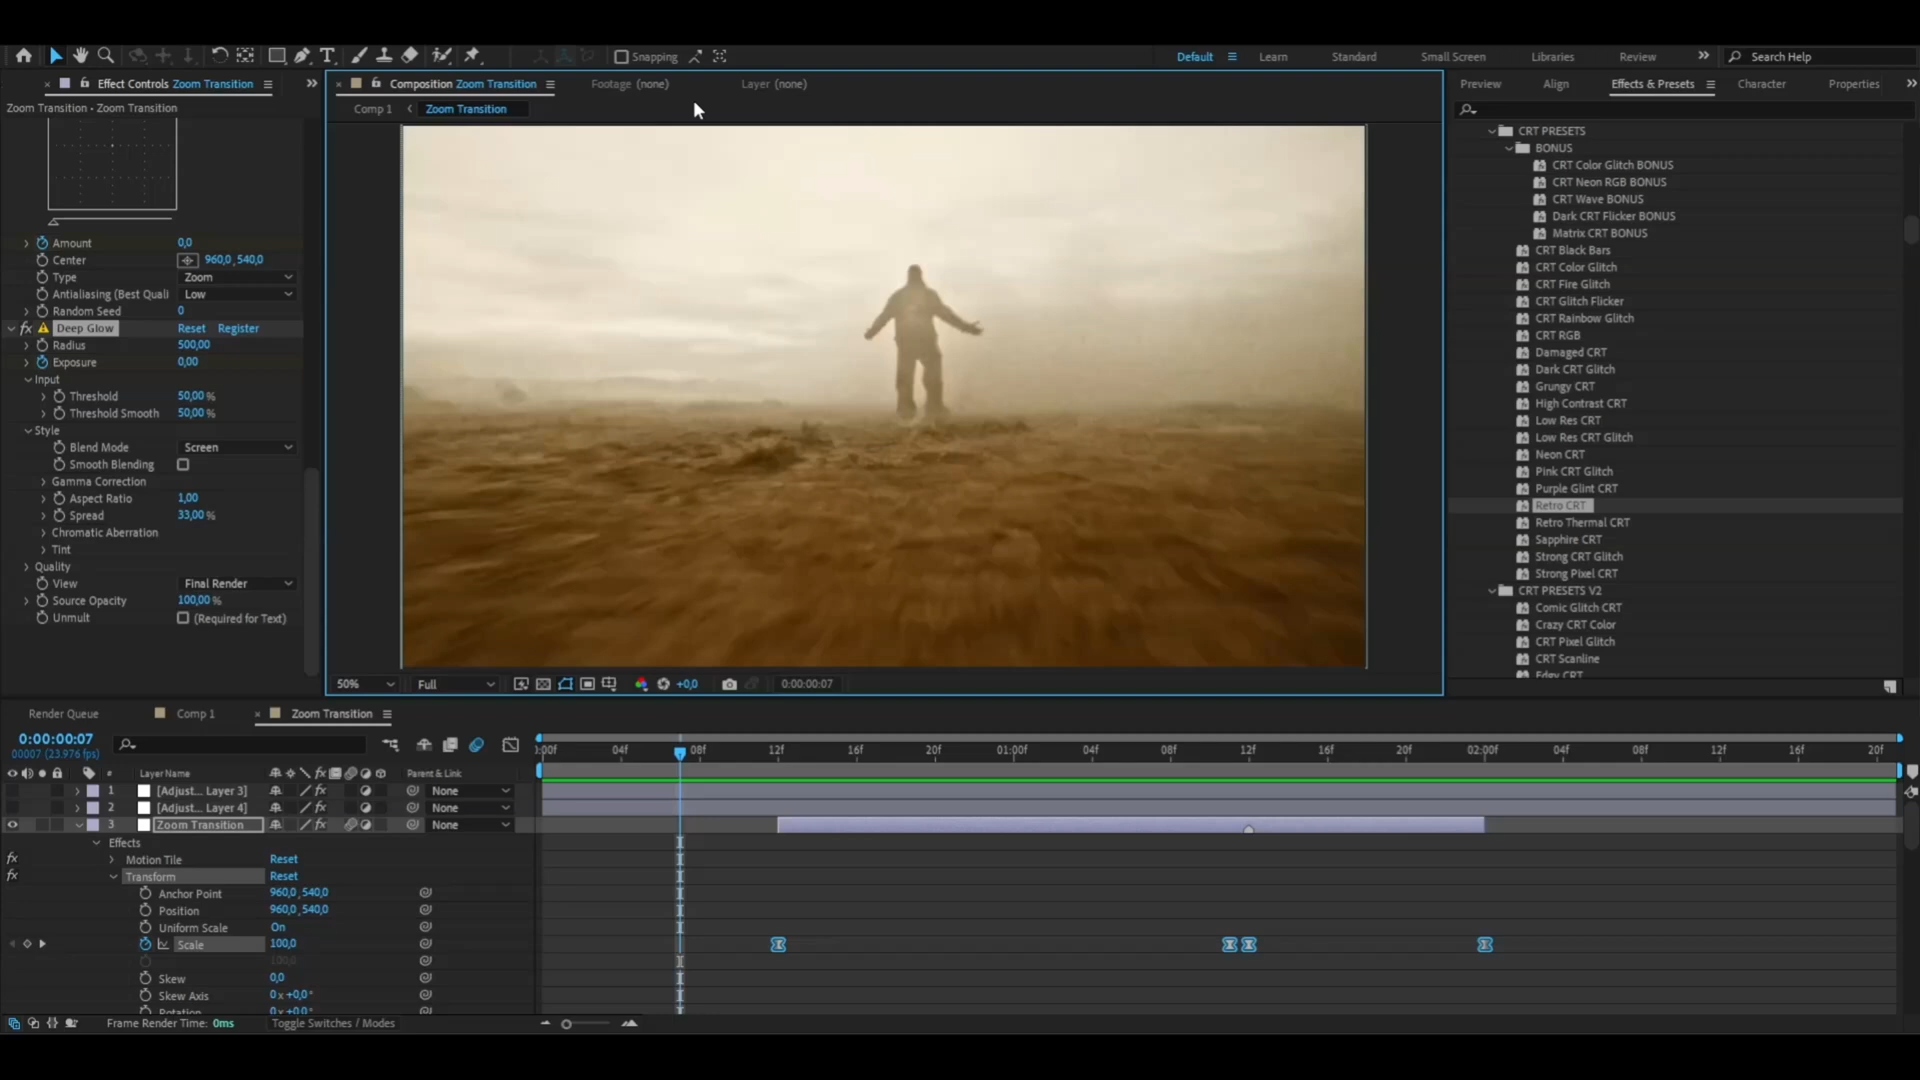 Snapping
Default
Learn
Standard
Small Screen
Libraries
Review
Search Help
Effect Controls Zoom Transition
Composition Zoom Transition
Footage (none)
Layer (none)
Preview
Align
Effects & Presets
Character
Properties
Zoom Transition • Zoom Transition
Comp 1
Zoom Transition
CRT PRESETS
BONUS
CRT Color Glitch BONUS
CRT Neon RGB BONUS
CRT Wave BONUS
Dark CRT Flicker BONUS
Matrix CRT BONUS
CRT Black Bars
CRT Color Glitch
CRT Fire Glitch
CRT Glitch Flicker
CRT Rainbow Glitch
CRT RGB
Damaged CRT
Dark CRT Glitch
Grungy CRT
High Contrast CRT
Low Res CRT
Low Res CRT Glitch
Neon CRT
Pink CRT Glitch
Purple Glint CRT
Retro CRT
Retro Thermal CRT
Sapphire CRT
Strong CRT Glitch
Strong Pixel CRT
CRT PRESETS V2
Comic Glitch CRT
Crazy CRT Color
CRT Pixel Glitch
CRT Scanline
Edgy CRT
Amount 0,0
Center 960,0 ,540,0
Type Zoom
Antialiasing (Best Quali Low
Random Seed 0
fx Deep Glow Reset Register
Radius 500,00
Exposure 0,00
Input
Threshold 50,00 %
Threshold Smooth 50,00 %
Style
Blend Mode Screen
Smooth Blending
Gamma Correction
Aspect Ratio 1,00
Spread 33,00 %
Chromatic Aberration
Tint
Quality
View Final Render
Source Opacity 100,00 %
Unmult (Required for Text)
50% Full +0,0 0:00:00:07
Render Queue
Comp 1
Zoom Transition
0:00:00:07
00007 (23.976 fps)
:00f 04f 08f 12f 16f 20f 01:00f 04f 08f 12f 16f 20f 02:00f 04f 08f 12f 16f 20f
# Layer Name fx Parent & Link
1 [Adjust... Layer 3] fx None
2 [Adjust... Layer 4] fx None
3 Zoom Transition fx None
Effects
fx Motion Tile Reset
fx Transform Reset
Anchor Point 960,0 ,540,0
Position 960,0 ,540,0
Uniform Scale On
Scale 100,0
100,0
Skew 0,0
Skew Axis 0 x +0,0 °
Rotation 0 x +0,0 °
Frame Render Time: 0ms
Toggle Switches / Modes